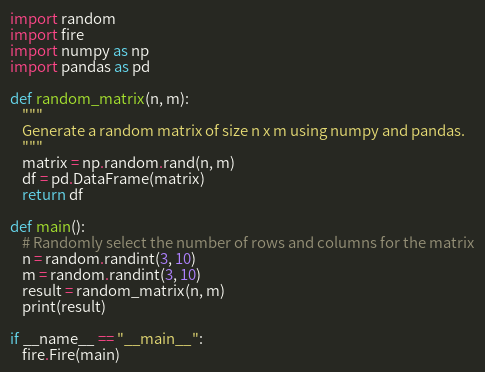 import random
import fire
import numpy as np
import pandas as pd

def random_matrix(n, m):
    """
    Generate a random matrix of size n x m using numpy and pandas.
    """
    matrix = np.random.rand(n, m)
    df = pd.DataFrame(matrix)
    return df

def main():
    # Randomly select the number of rows and columns for the matrix
    n = random.randint(3, 10)
    m = random.randint(3, 10)
    result = random_matrix(n, m)
    print(result)

if __name__ == "__main__":
    fire.Fire(main)